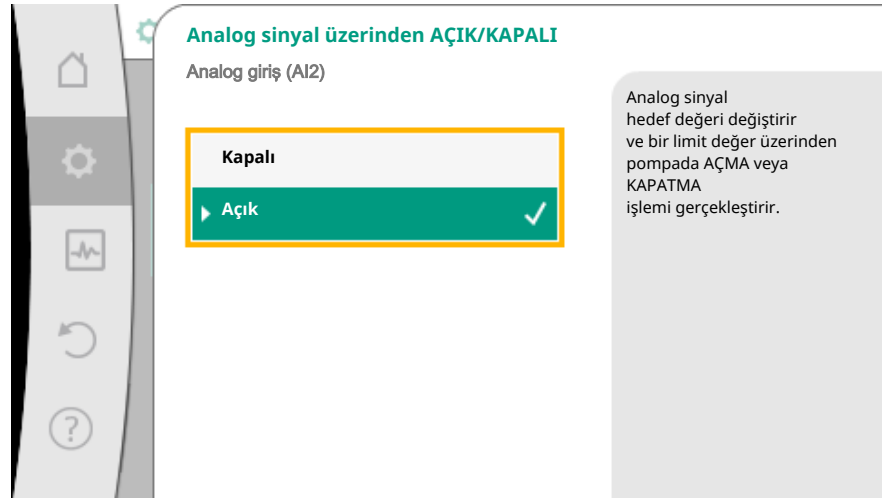 Analog sinyal üzerinden AÇIK/KAPALI
Analog giriş (AI2)
Kapalı
Açık
Analog sinyal
hedef değeri değiştirir
ve bir limit değer üzerinden
pompada AÇMA veya
KAPATMA
işlemi gerçekleştirir.